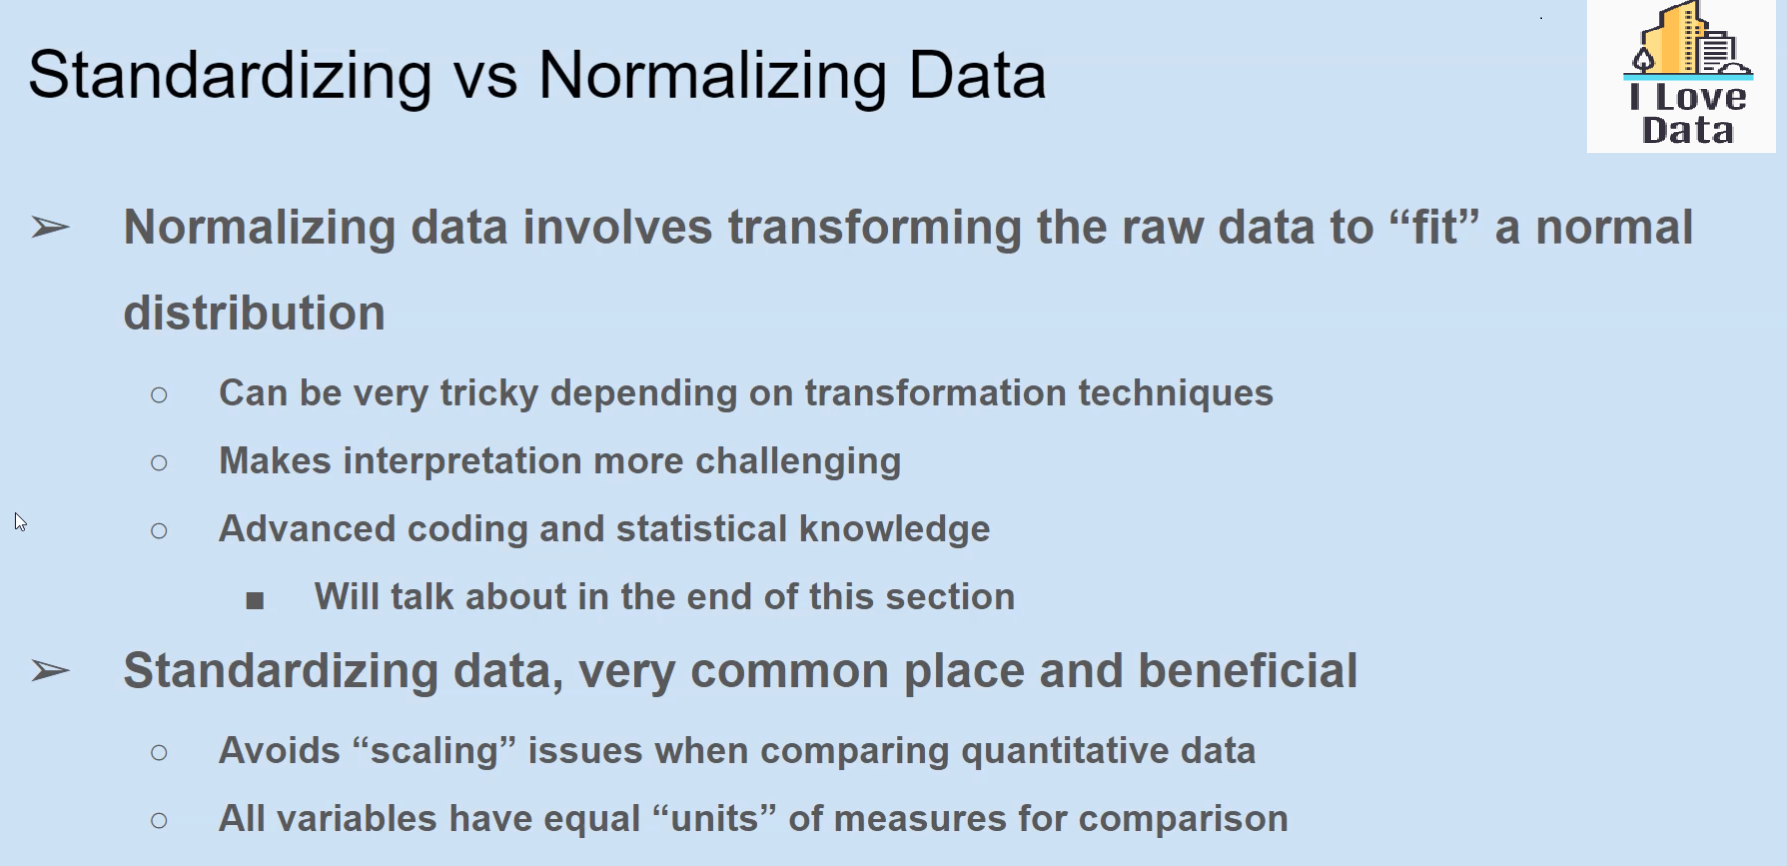 Standardizing vs Normalizing Data
I Love
Data
➢ Normalizing data involves transforming the raw data to “fit” a normal
distribution
○ Can be very tricky depending on transformation techniques
○ Makes interpretation more challenging
○ Advanced coding and statistical knowledge
■ Will talk about in the end of this section
➢ Standardizing data, very common place and beneficial
○ Avoids “scaling” issues when comparing quantitative data
○ All variables have equal “units” of measures for comparison